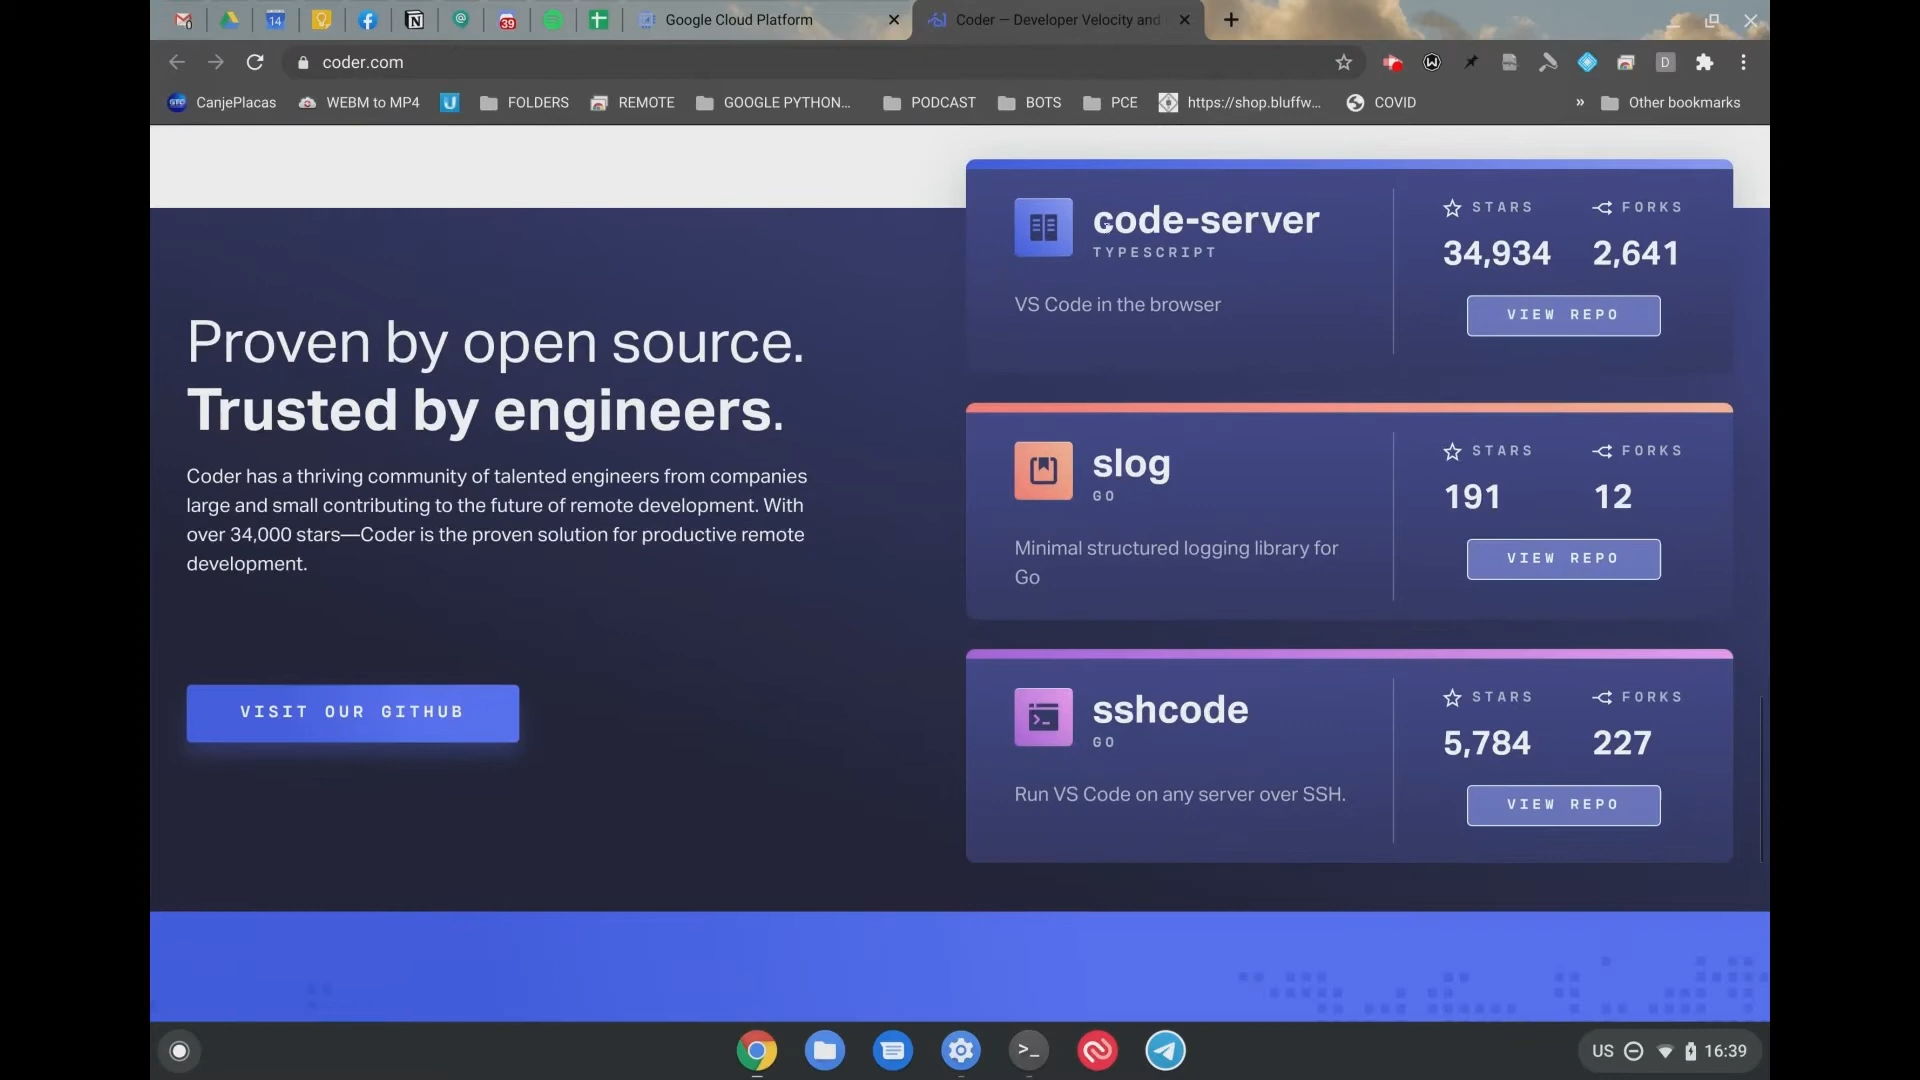 14
39
Google Cloud Platform
Coder — Developer Velocity and
coder.com
D
GEO CanjePlacas
WEBM to MP4
U
FOLDERS
REMOTE
GOOGLE PYTHON...
PODCAST
BOTS
PCE
https://shop.bluffw...
COVID
»
Other bookmarks
Proven by open source.
Trusted by engineers.
Coder has a thriving community of talented engineers from companies
large and small contributing to the future of remote development. With
over 34,000 stars—Coder is the proven solution for productive remote
development.
VISIT OUR GITHUB
code-server
TYPESCRIPT
VS Code in the browser
STARS FORKS
34,934 2,641
VIEW REPO
slog
GO
Minimal structured logging library for
Go
STARS FORKS
191 12
VIEW REPO
sshcode
GO
Run VS Code on any server over SSH.
STARS FORKS
5,784 227
VIEW REPO
US 16:39